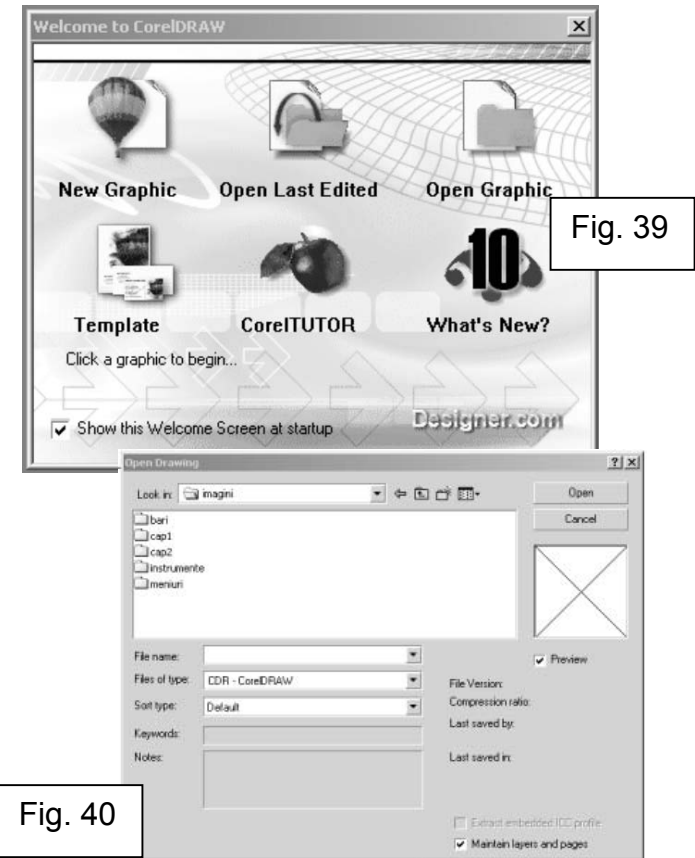 Welcome to CorelDRAW
New Graphic
Open Last Edited
Open Graphic
Fig. 39
10
Template
CorelTUTOR
What's New?
Click a graphic to begin...
Show this Welcome Screen at startup
Designer.com
Open Drawing
Look in:
imagini
Open
Cancel
bari
cap1
cap2
instrumente
meniuri
File name:
Preview
Files of type:
CDR - CorelDRAW
File Version:
Sort type:
Default
Compression ratio:
Last saved by:
Keywords:
Notes:
Last saved in:
Fig. 40
Extract embedded ICC profile
Maintain layers and pages